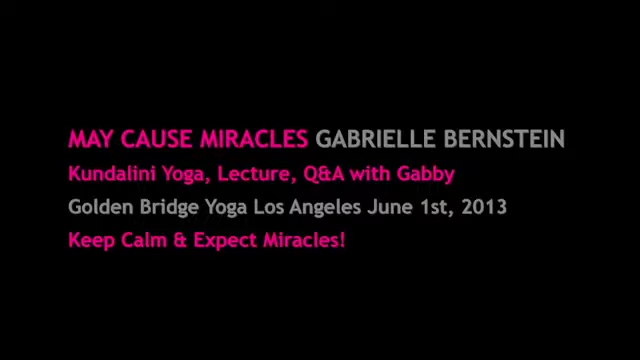 MAY CAUSE MIRACLES GABRIELLE BERNSTEIN
Kundalini Yoga, Lecture, Q&A with Gabby
Golden Bridge Yoga Los Angeles June 1st, 2013
Keep Calm & Expect Miracles!